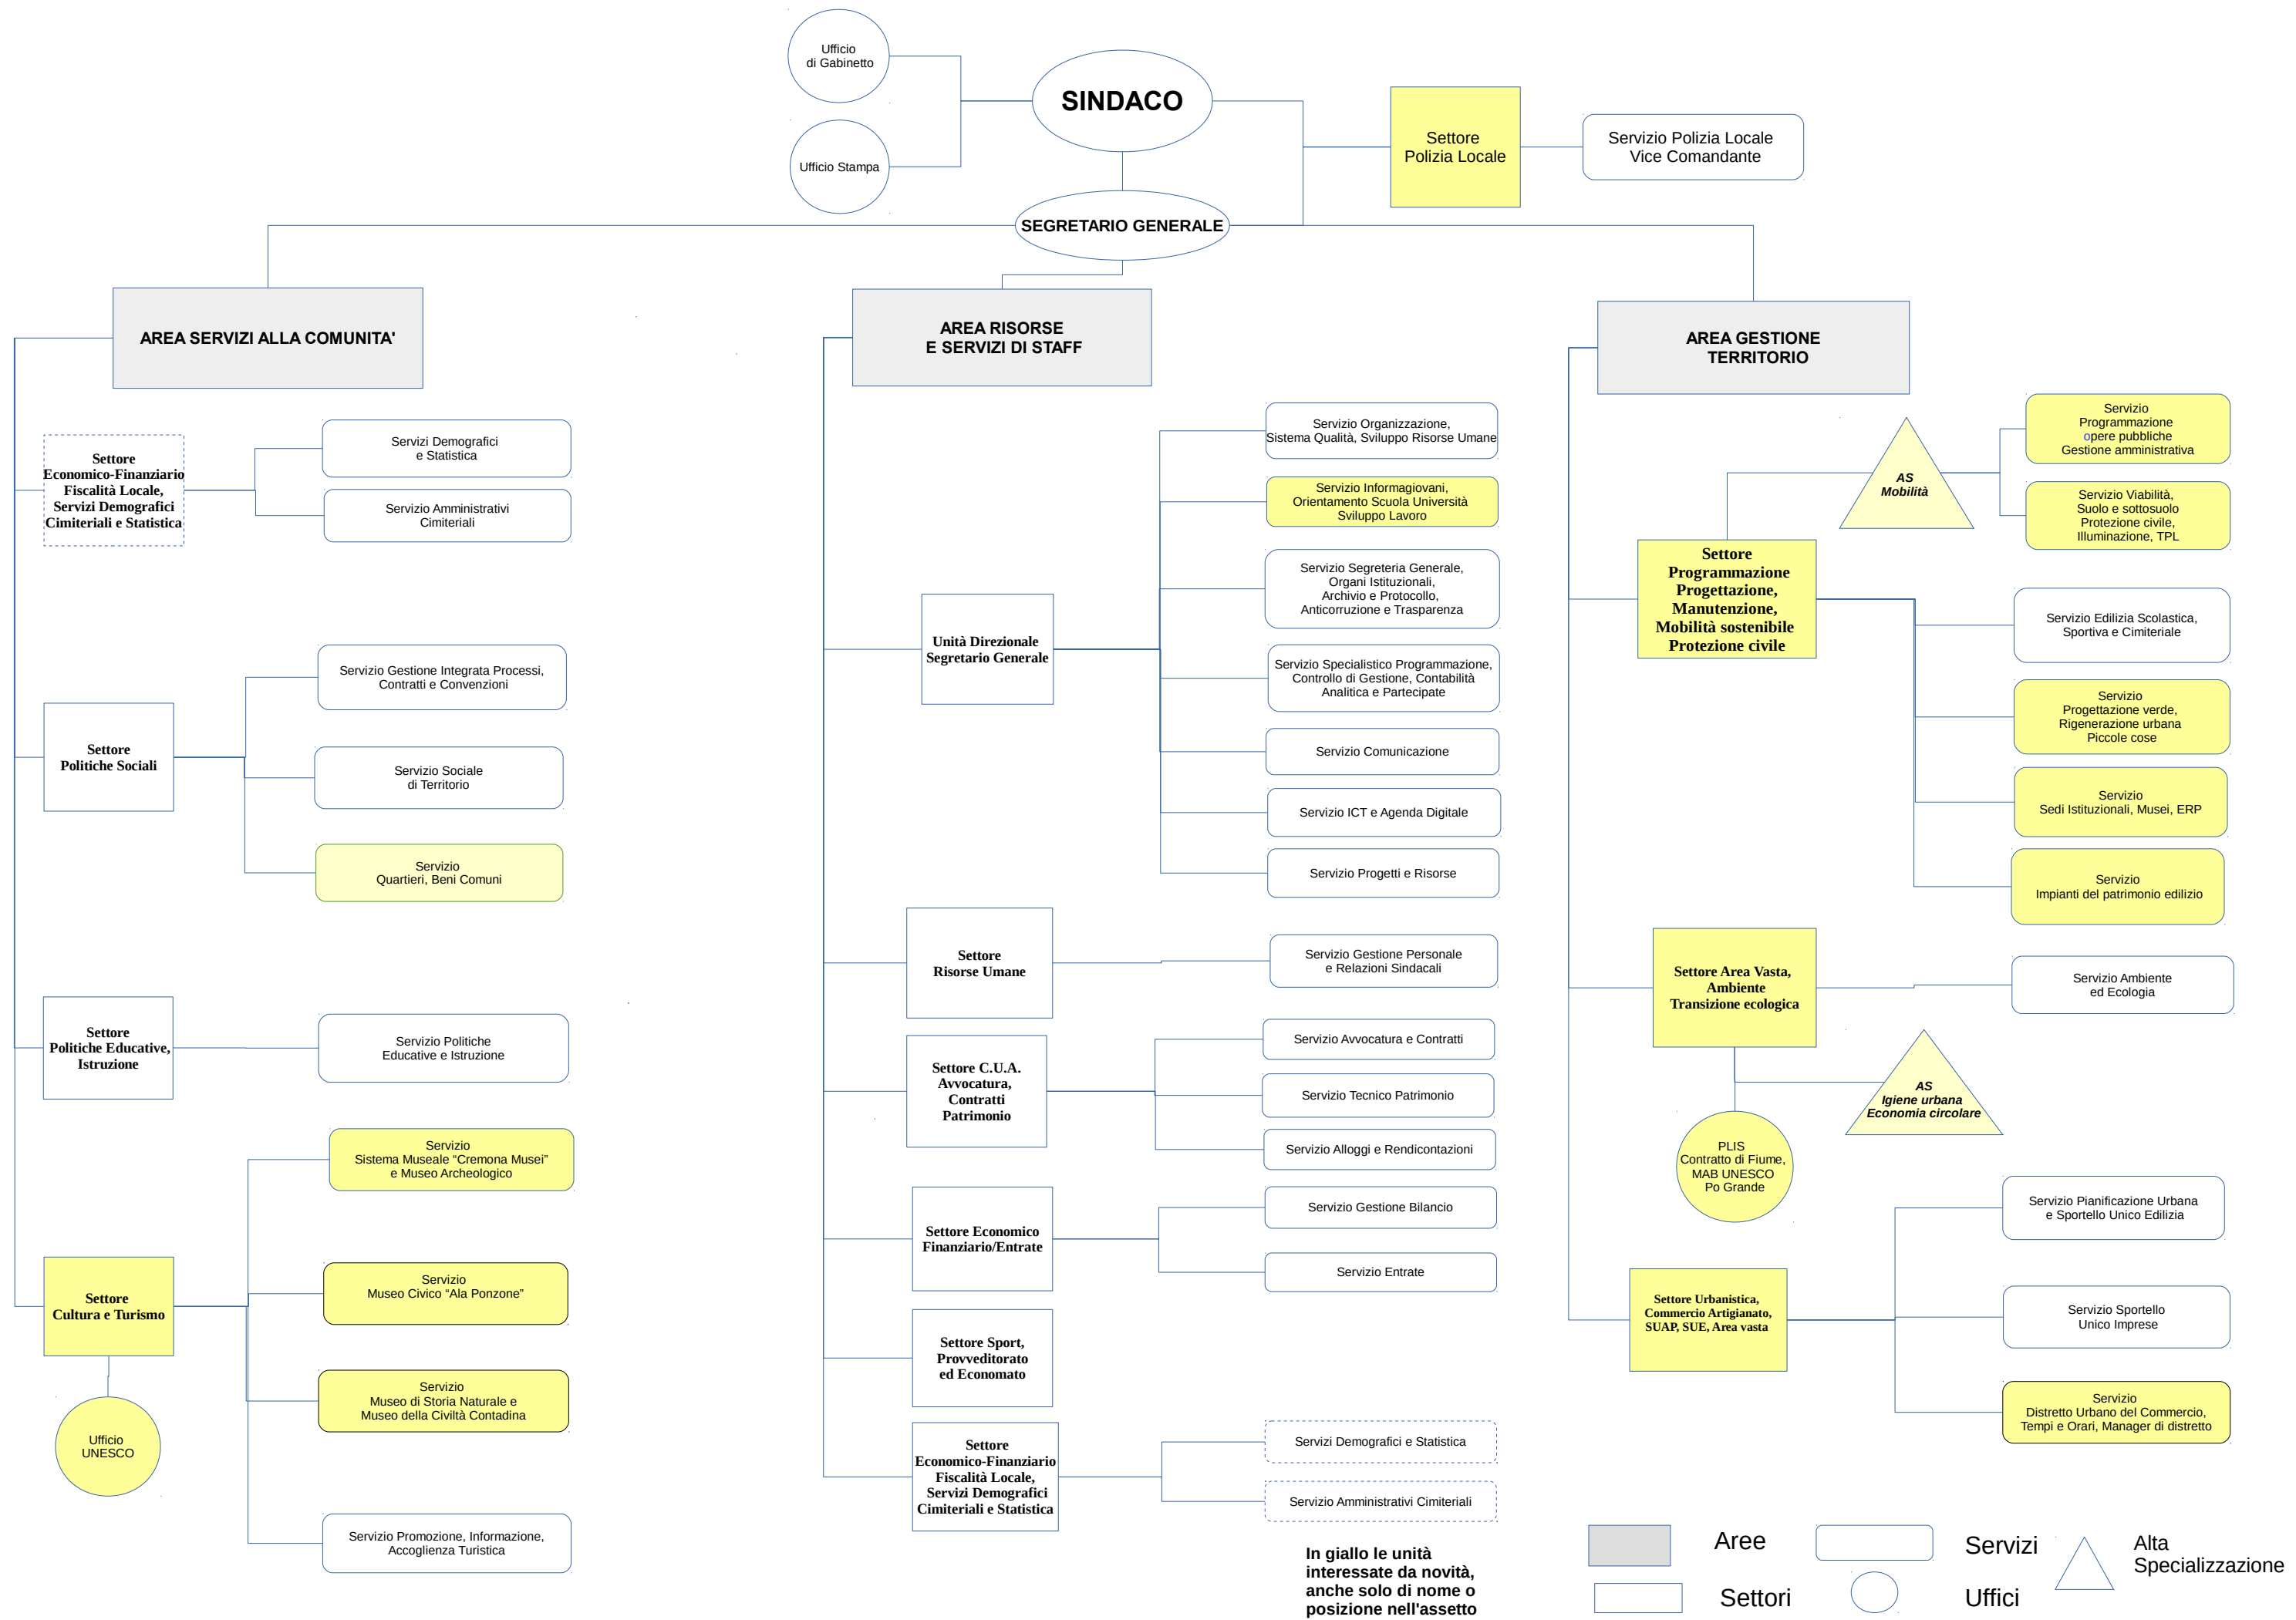 Ufficio
di Gabinetto
Ufficio Stampa
SINDACO
SEGRETARIO GENERALE
Settore
Polizia Locale
Servizio Polizia Locale
Vice Comandante
AREA SERVIZI ALLA COMUNITA'
Settore
Economico-Finanziario
Fiscalità Locale,
Servizi Demografici
Cimiteriali e Statistica
Servizi Demografici
e Statistica
Servizio Amministrativi
Cimiteriali
Settore
Politiche Sociali
Servizio Gestione Integrata Processi,
Contratti e Convenzioni
Servizio Sociale
di Territorio
Servizio
Quartieri, Beni Comuni
Settore
Politiche Educative,
Istruzione
Servizio Politiche
Educative e Istruzione
Settore
Cultura e Turismo
Ufficio
UNESCO
Servizio
Sistema Museale “Cremona Musei”
e Museo Archeologico
Servizio
Museo Civico “Ala Ponzone”
Servizio
Museo di Storia Naturale e
Museo della Civiltà Contadina
Servizio Promozione, Informazione,
Accoglienza Turistica
AREA RISORSE
E SERVIZI DI STAFF
Unità Direzionale
Segretario Generale
Servizio Organizzazione,
Sistema Qualità, Sviluppo Risorse Umane
Servizio Informagiovani,
Orientamento Scuola Università
Sviluppo Lavoro
Servizio Segreteria Generale,
Organi Istituzionali,
Archivio e Protocollo,
Anticorruzione e Trasparenza
Servizio Specialistico Programmazione,
Controllo di Gestione, Contabilità
Analitica e Partecipate
Servizio Comunicazione
Servizio ICT e Agenda Digitale
Servizio Progetti e Risorse
Settore
Risorse Umane
Servizio Gestione Personale
e Relazioni Sindacali
Settore C.U.A.
Avvocatura,
Contratti
Patrimonio
Servizio Avvocatura e Contratti
Servizio Tecnico Patrimonio
Servizio Alloggi e Rendicontazioni
Settore Economico
Finanziario/Entrate
Servizio Gestione Bilancio
Servizio Entrate
Settore Sport,
Provveditorato
ed Economato
Settore
Economico-Finanziario
Fiscalità Locale,
Servizi Demografici
Cimiteriali e Statistica
Servizi Demografici e Statistica
Servizio Amministrativi Cimiteriali
AREA GESTIONE
TERRITORIO
AS
Mobilità
Servizio
Programmazione
opere pubbliche
Gestione amministrativa
Servizio Viabilità,
Suolo e sottosuolo
Protezione civile,
Illuminazione, TPL
Settore
Programmazione
Progettazione,
Manutenzione,
Mobilità sostenibile
Protezione civile
Servizio Edilizia Scolastica,
Sportiva e Cimiteriale
Servizio
Progettazione verde,
Rigenerazione urbana
Piccole cose
Servizio
Sedi Istituzionali, Musei, ERP
Servizio
Impianti del patrimonio edilizio
Settore Area Vasta,
Ambiente
Transizione ecologica
Servizio Ambiente
ed Ecologia
AS
Igiene urbana
Economia circolare
PLIS
Contratto di Fiume,
MAB UNESCO
Po Grande
Settore Urbanistica,
Commercio Artigianato,
SUAP, SUE, Area vasta
Servizio Pianificazione Urbana
e Sportello Unico Edilizia
Servizio Sportello
Unico Imprese
Servizio
Distretto Urbano del Commercio,
Tempi e Orari, Manager di distretto
In giallo le unità
interessate da novità,
anche solo di nome o
posizione nell'assetto
Aree
Settori
Servizi
Uffici
Alta
Specializzazione